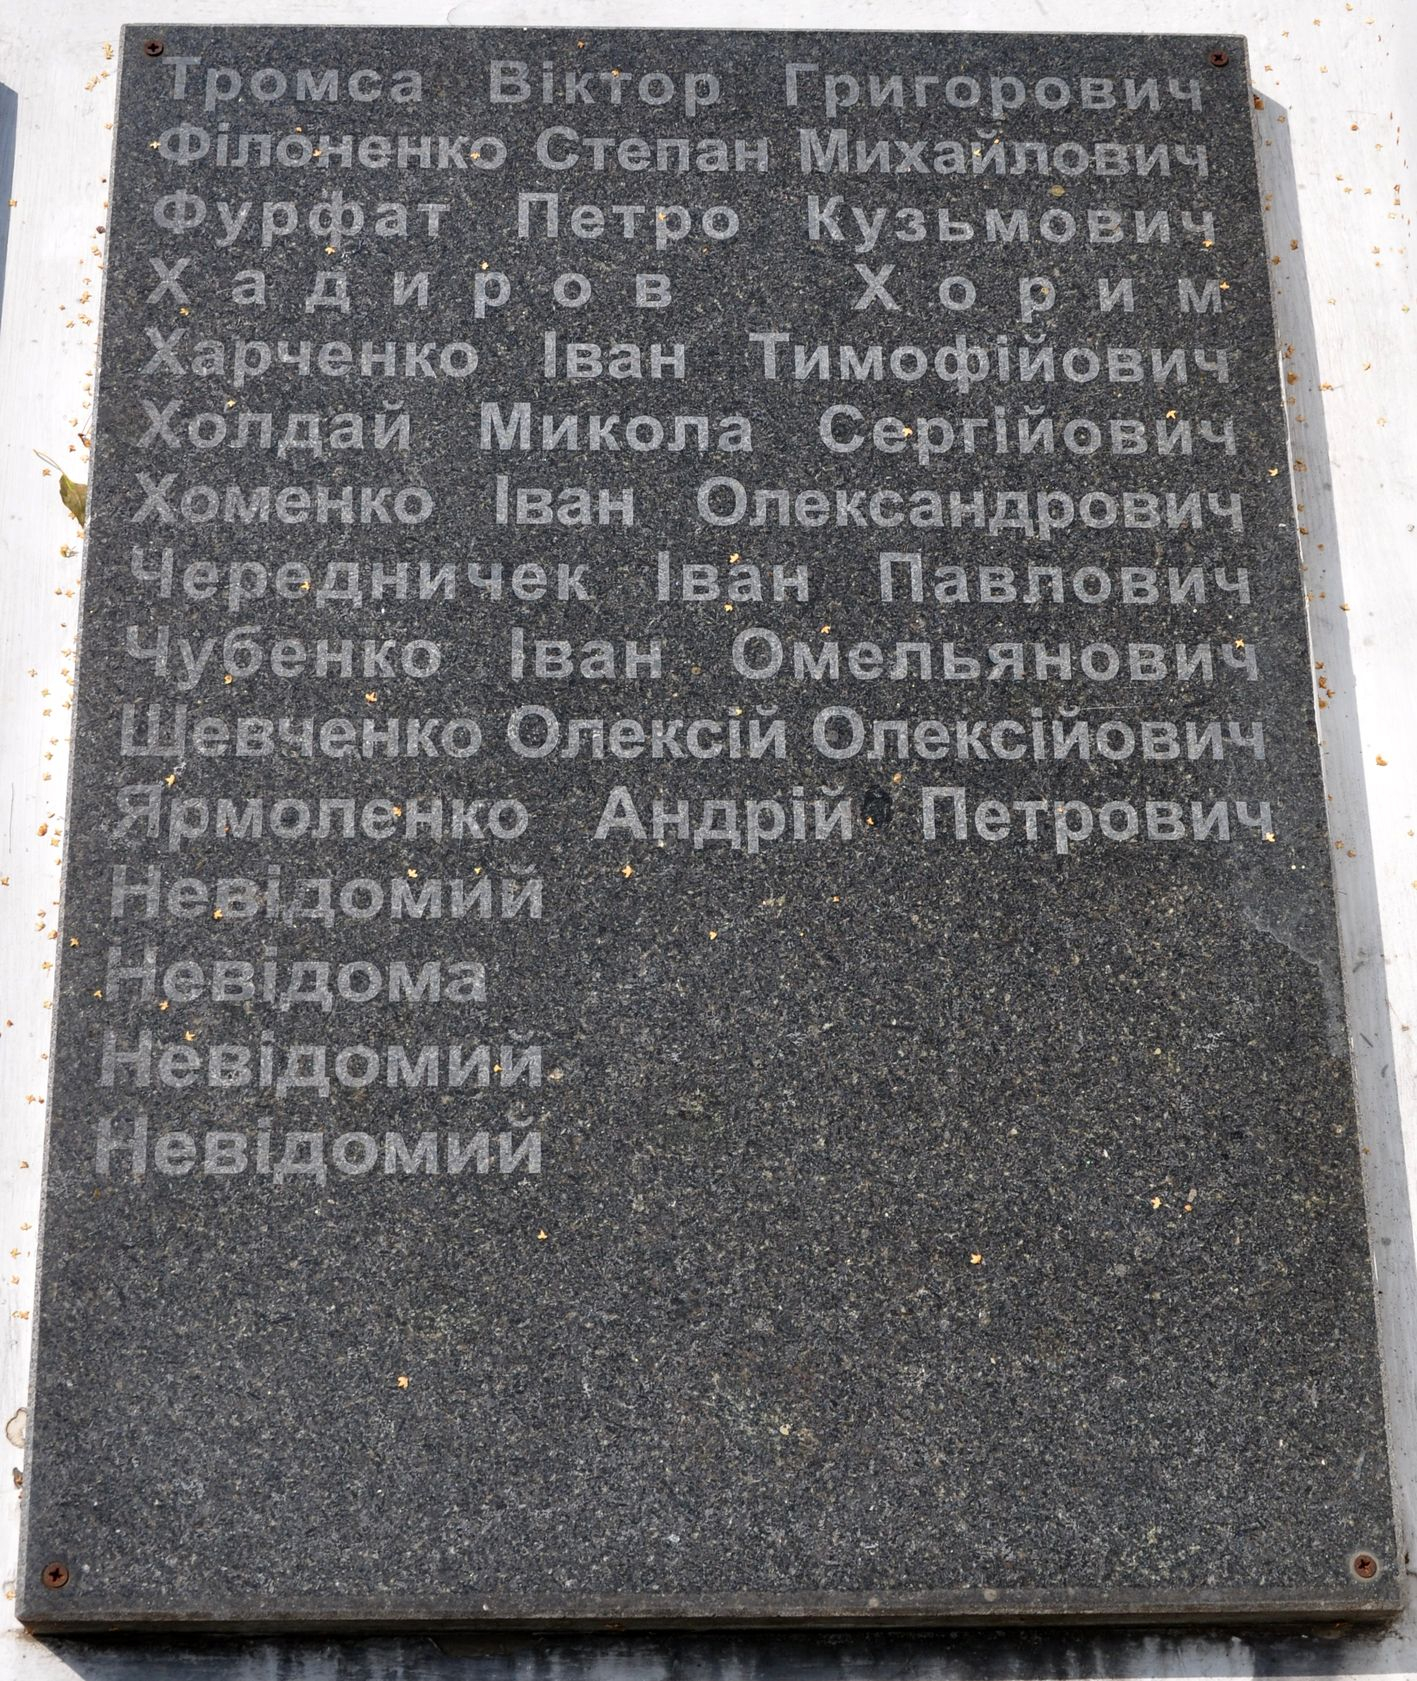 Тромса Віктор Григорович
Філоненко Степан Михайлович
Фурфат Петро Кузьмович
Хадиров Хорим
Харченко Іван Тимофійович
Холдай Микола Сергійович
Хоменко Іван Олександрович
Чередничек Іван Павлович
Чубенко Іван Омельянович
Шевченко Олексій Олексійович
Ярмоленко Андрій Петрович
Невідомий
Невідома
Невідомий
Невідомий